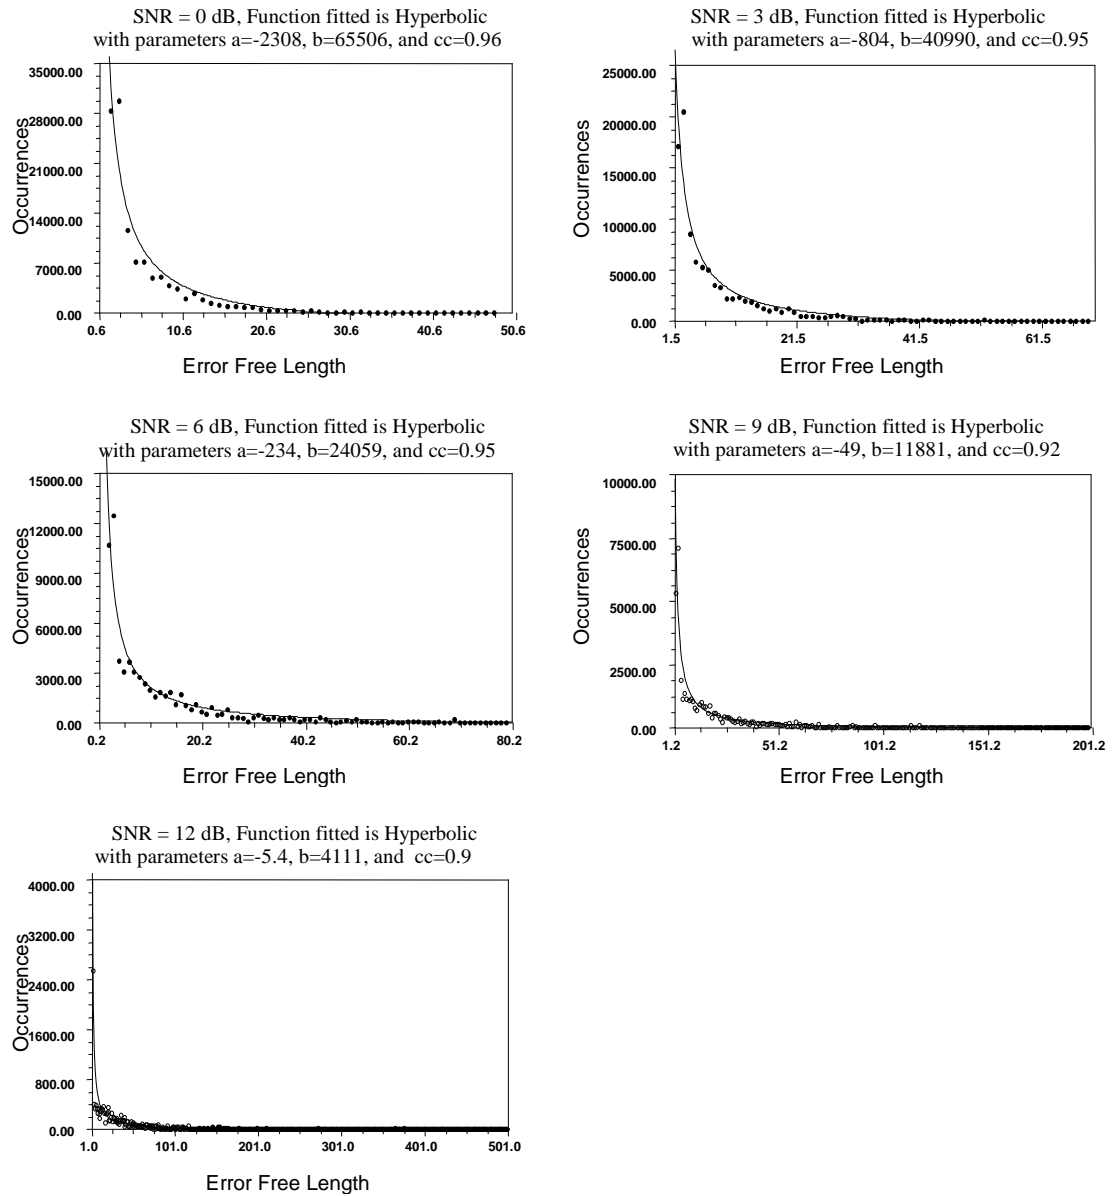 SNR = 0 dB, Function fitted is Hyperbolic
with parameters a=-2308, b=65506, and cc=0.96
35000.00
28000.00
21000.00
14000.00
7000.00
0.00
Occurrences
0.6 10.6 20.6 30.6 40.6 50.6
Error Free Length
SNR = 3 dB, Function fitted is Hyperbolic
with parameters a=-804, b=40990, and cc=0.95
25000.00
20000.00
15000.00
10000.00
5000.00
0.00
Occurrences
1.5 21.5 41.5 61.5
Error Free Length
SNR = 6 dB, Function fitted is Hyperbolic
with parameters a=-234, b=24059, and cc=0.95
15000.00
12000.00
9000.00
6000.00
3000.00
0.00
Occurrences
0.2 20.2 40.2 60.2 80.2
Error Free Length
SNR = 9 dB, Function fitted is Hyperbolic
with parameters a=-49, b=11881, and cc=0.92
10000.00
7500.00
5000.00
2500.00
0.00
Occurrences
1.2 51.2 101.2 151.2 201.2
Error Free Length
SNR = 12 dB, Function fitted is Hyperbolic
with parameters a=-5.4, b=4111, and cc=0.9
4000.00
3200.00
2400.00
1600.00
800.00
0.00
Occurrences
1.0 101.0 201.0 301.0 401.0 501.0
Error Free Length